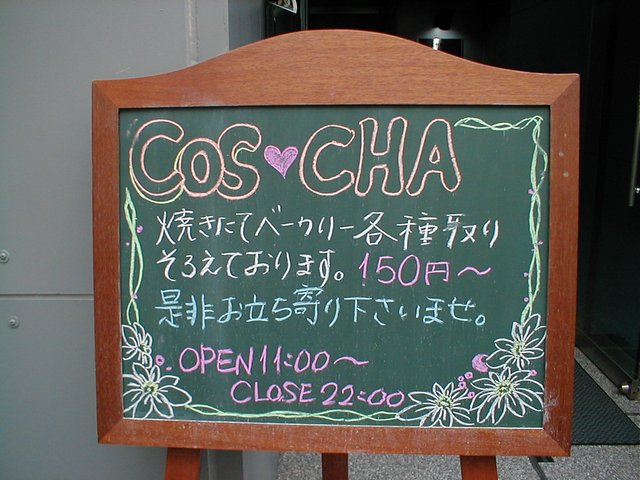 COS♥CHA
焼きにてベーカリー各種取り
そろえております。150円~
是非お立ち寄り下さいませ。
OPEN 11:00~
CLOSE 22:00